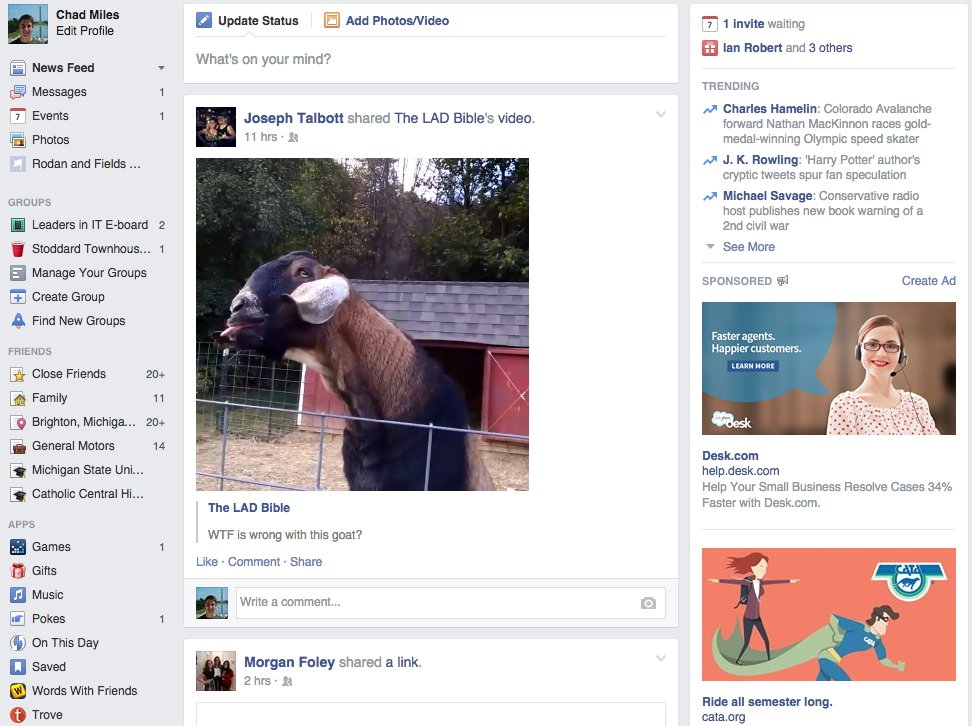 Chad Miles
Edit Profile
News Feed
Messages 1
7 Events 1
Photos
Rodan and Fields ...
GROUPS
Leaders in IT E-board 2
Stoddard Townhous... 1
Manage Your Groups
Create Group
Find New Groups
FRIENDS
Close Friends 20+
Family 11
Brighton, Michiga... 20+
General Motors 14
Michigan State Uni...
Catholic Central Hi...
APPS
Games 1
Gifts
Music
Pokes 1
On This Day
Saved
W Words With Friends
t Trove
Update Status
Add Photos/Video
What's on your mind?
Joseph Talbott shared The LAD Bible's video.
11 hrs ·
The LAD Bible
WTF is wrong with this goat?
Like · Comment · Share
Write a comment...
Morgan Foley shared a link.
2 hrs ·
7 1 invite waiting
Ian Robert and 3 others
TRENDING
Charles Hamelin: Colorado Avalanche
forward Nathan MacKinnon races gold-
medal-winning Olympic speed skater
J. K. Rowling: 'Harry Potter' author's
cryptic tweets spur fan speculation
Michael Savage: Conservative radio
host publishes new book warning of a
2nd civil war
See More
SPONSORED
Create Ad
Faster agents.
Happier customers.
LEARN MORE
desk
Desk.com
help.desk.com
Help Your Small Business Resolve Cases 34%
Faster with Desk.com.
CATA
CATA
Ride all semester long.
cata.org